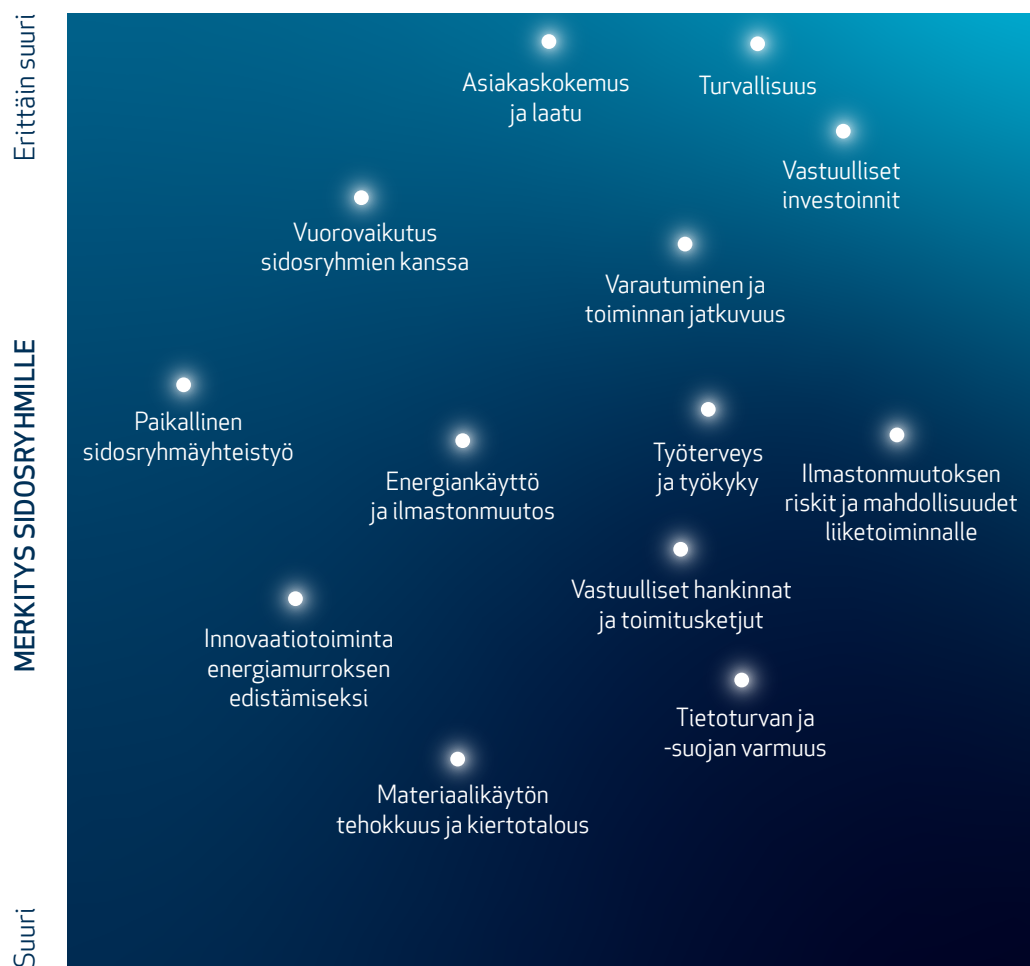 Erittäin suuri
MERKITYS SIDOSRYHMILLE
Suuri
Asiakaskokemus
ja laatu
Turvallisuus
Vastuulliset
investoinnit
Vuorovaikutus
sidosryhmien kanssa
Varautuminen ja
toiminnan jatkuvuus
Paikallinen
sidosryhmäyhteistyö
Energiankäyttö
ja ilmastonmuutos
Työterveys
ja työkyky
Ilmastonmuutoksen
riskit ja mahdollisuudet
liiketoiminnalle
Vastuulliset hankinnat
ja toimitusketjut
Innovaatiotoiminta
energiamurroksen
edistämiseksi
Tietoturvan ja
-suojan varmuus
Materiaalikäytön
tehokkuus ja kiertotalous